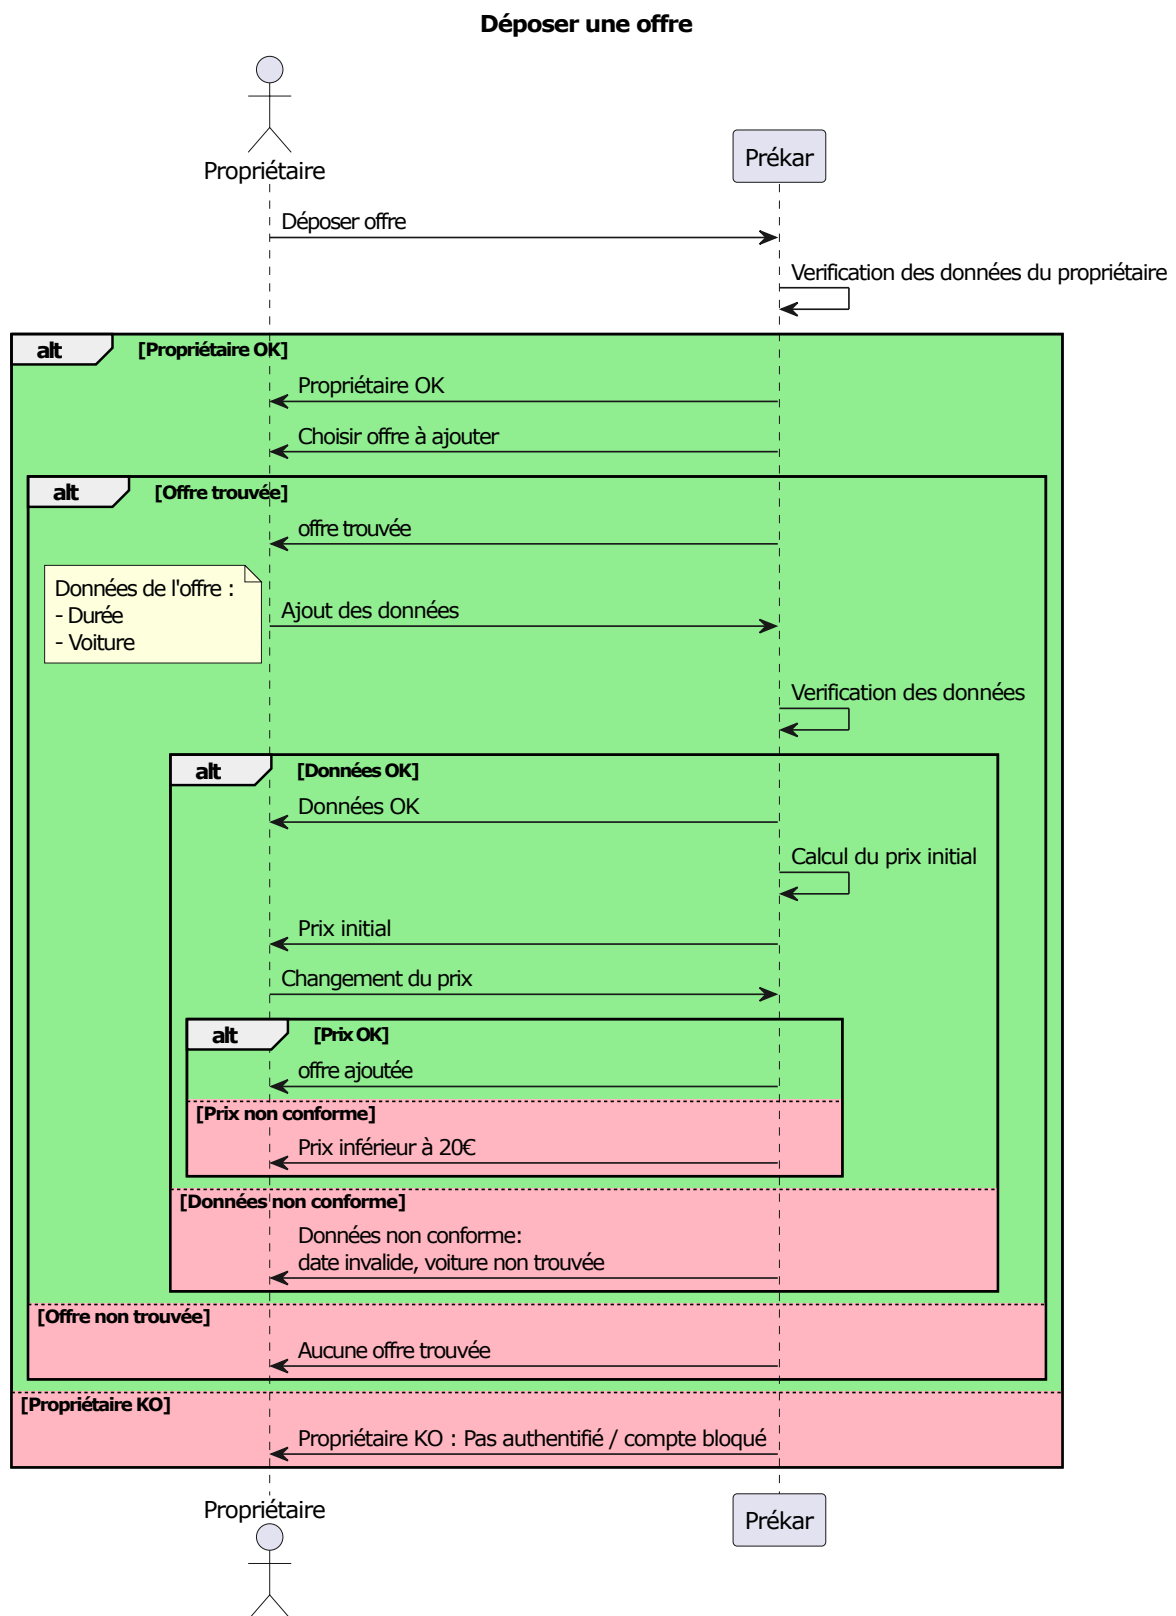 Déposer une offre
Propriétaire
Prékar
Déposer offre
Verification des données du propriétaire
alt [Propriétaire OK]
Propriétaire OK
Choisir offre à ajouter
alt [Offre trouvée]
offre trouvée
Données de l'offre :
- Durée
- Voiture
Ajout des données
Verification des données
alt [Données OK]
Données OK
Calcul du prix initial
Prix initial
Changement du prix
alt [Prix OK]
offre ajoutée
[Prix non conforme]
Prix inférieur à 20€
[Données non conforme]
Données non conforme:
date invalide, voiture non trouvée
[Offre non trouvée]
Aucune offre trouvée
[Propriétaire KO]
Propriétaire KO : Pas authentifié / compte bloqué
Propriétaire
Prékar